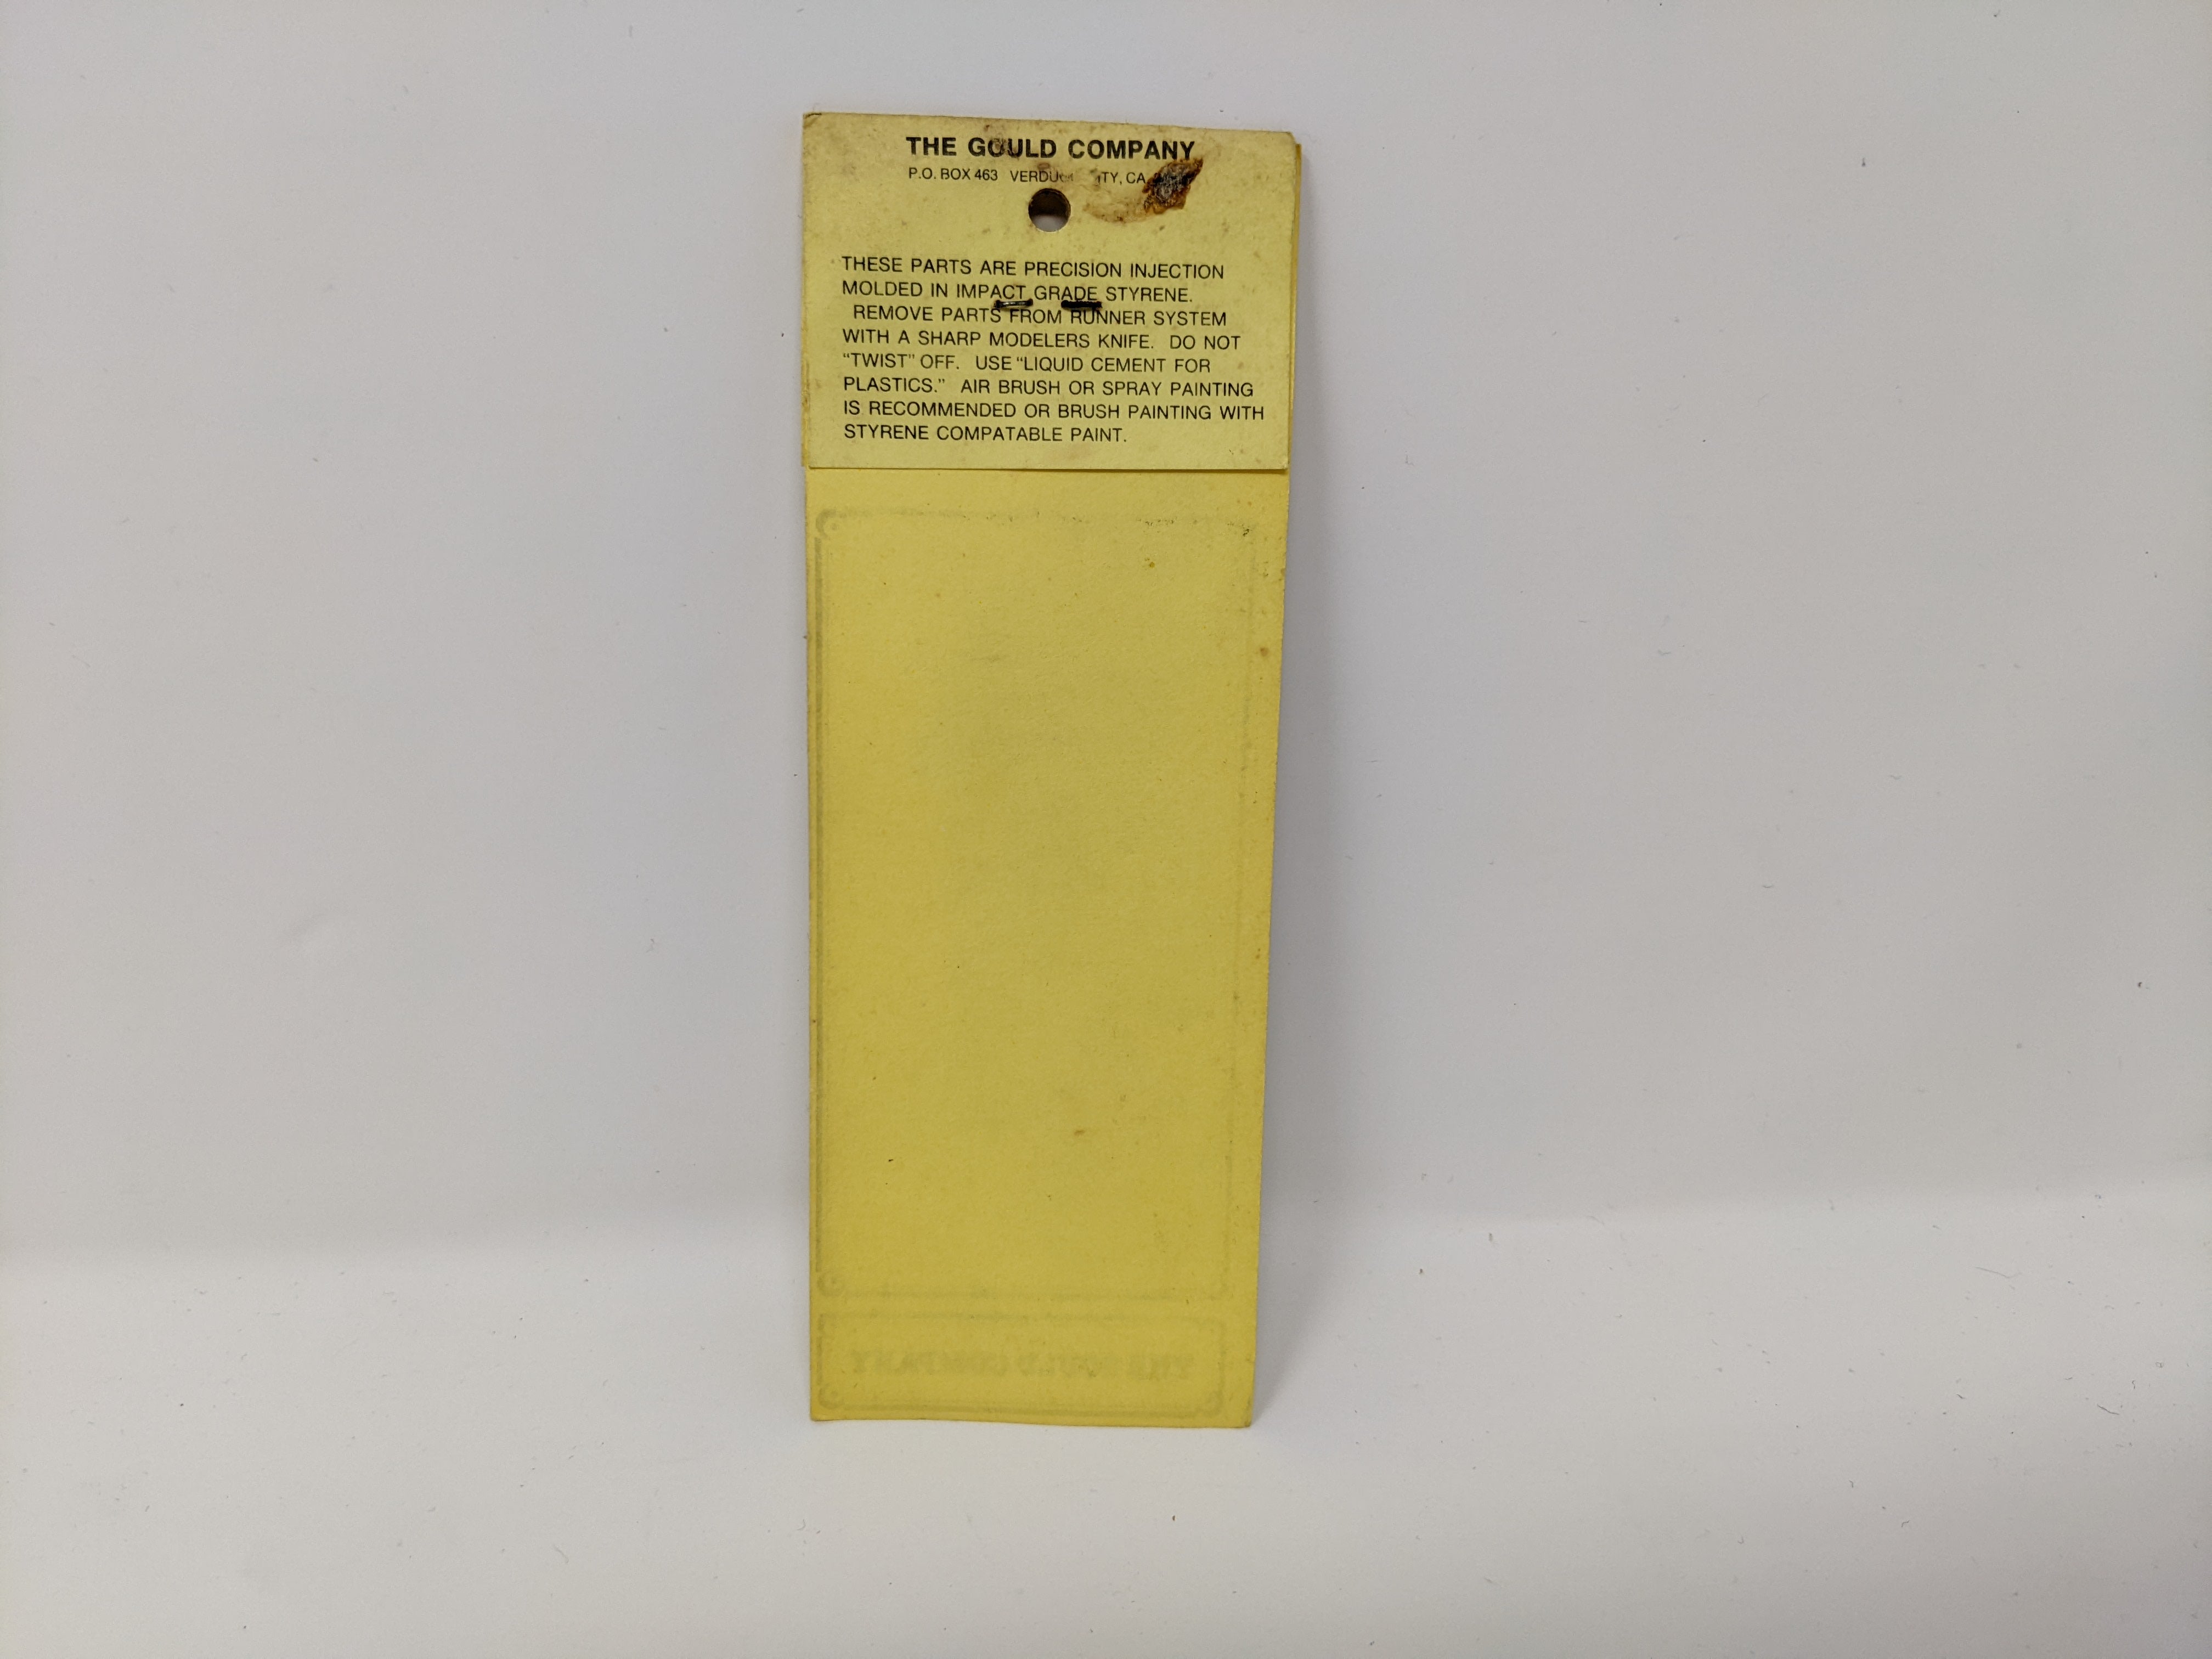 THE GOULD COMPANY
P.O. BOX 463 CA
THESE PARTS ARE PRECISION INJECTION
MOLDED IN IMPACT GRADE STYRENE.
REMOVE PARTS FROM RUNNER SYSTEM
WITH A SHARP MODELERS KNIFE. DO NOT
“TWIST” OFF. USE “LIQUID CEMENT FOR
PLASTICS.” AIR BRUSH OR SPRAY PAINTING
IS RECOMMENDED OR BRUSH PAINTING WITH
STYRENE COMPATABLE PAINT.